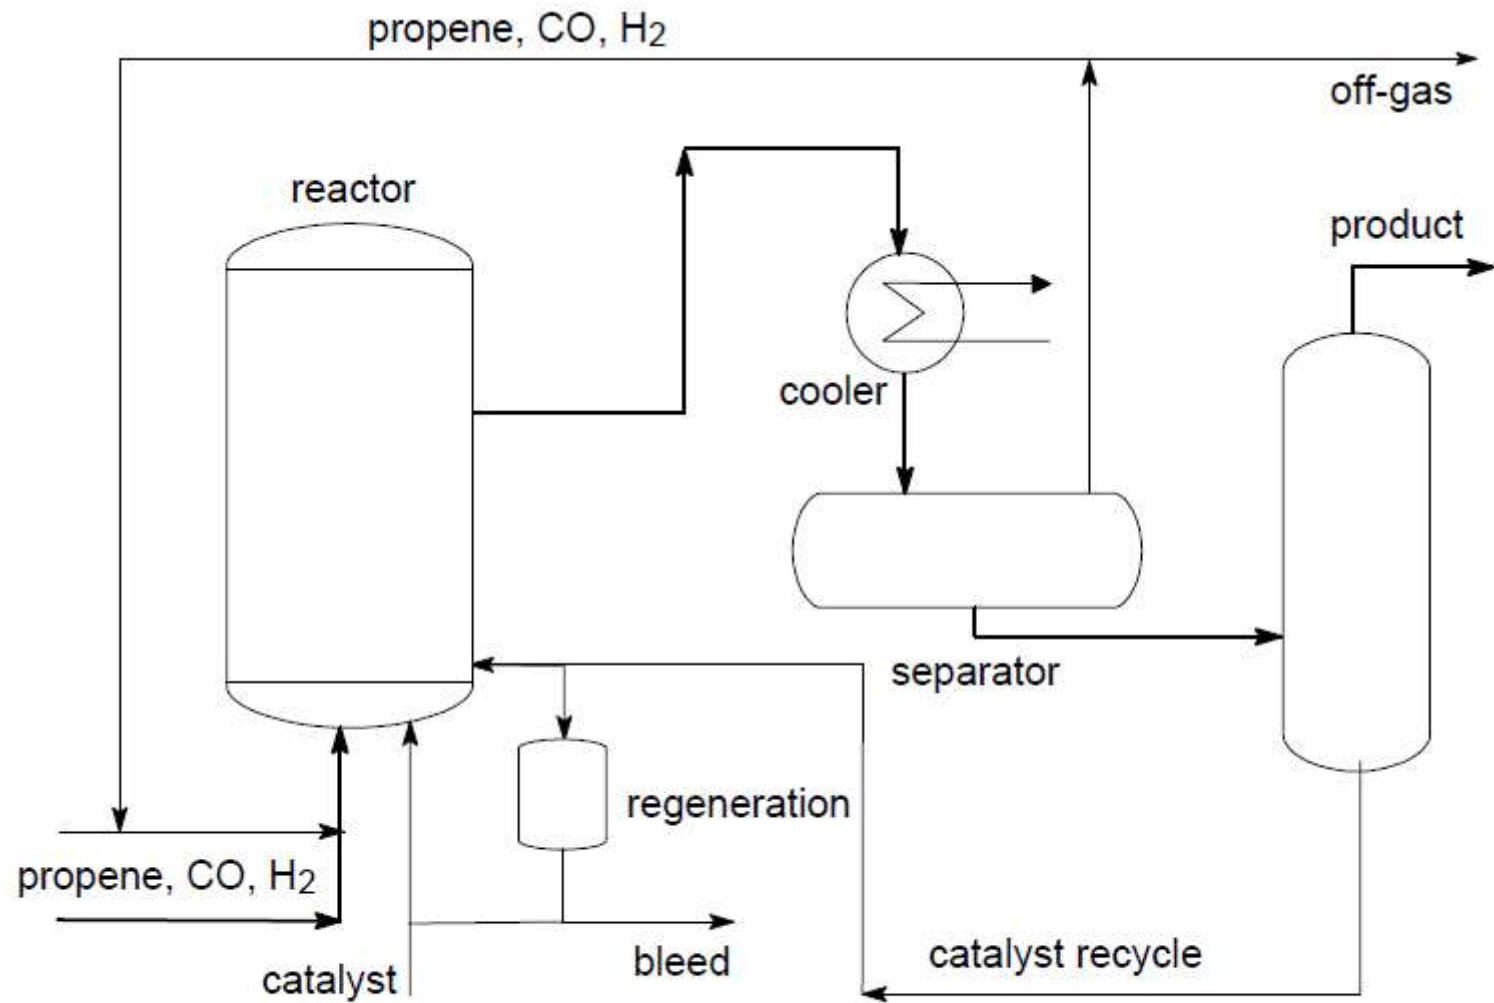 propene, CO, H2
off-gas
reactor
product
cooler
separator
regeneration
propene, CO, H2
bleed
catalyst recycle
catalyst